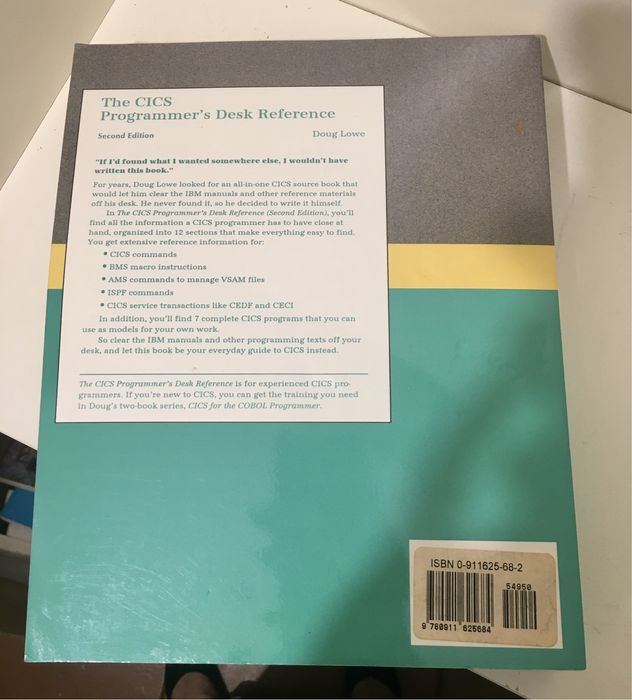 The CICS
Programmer's Desk Reference
Second Edition Doug Lowe
"If I'd found what I wanted somewhere else, I wouldn't have
written this book."
For years, Doug Lowe looked for an all-in-one CICS source book that
would let him clear the IBM manuals and other reference materials
off his desk. He never found it, so he decided to write it himself.
In The CICS Programmer's Desk Reference (Second Edition), you'll
find all the information a CICS programmer has to have close at
hand, organized into 12 sections that make everything easy to find.
You get extensive reference information for:
• CICS commands
• BMS macro instructions
• AMS commands to manage VSAM files
• ISPF commands
• CICS service transactions like CEDF and CECI
In addition, you'll find 7 complete CICS programs that you can
use as models for your own work.
So clear the IBM manuals and other programming texts off your
desk, and let this book be your everyday guide to CICS instead.
The CICS Programmer's Desk Reference is for experienced CICS pro-
grammers. If you're new to CICS, you can get the training you need
in Doug's two-book series, CICS for the COBOL Programmer.
ISBN 0-911625-68-2
54950
9 780911 625684